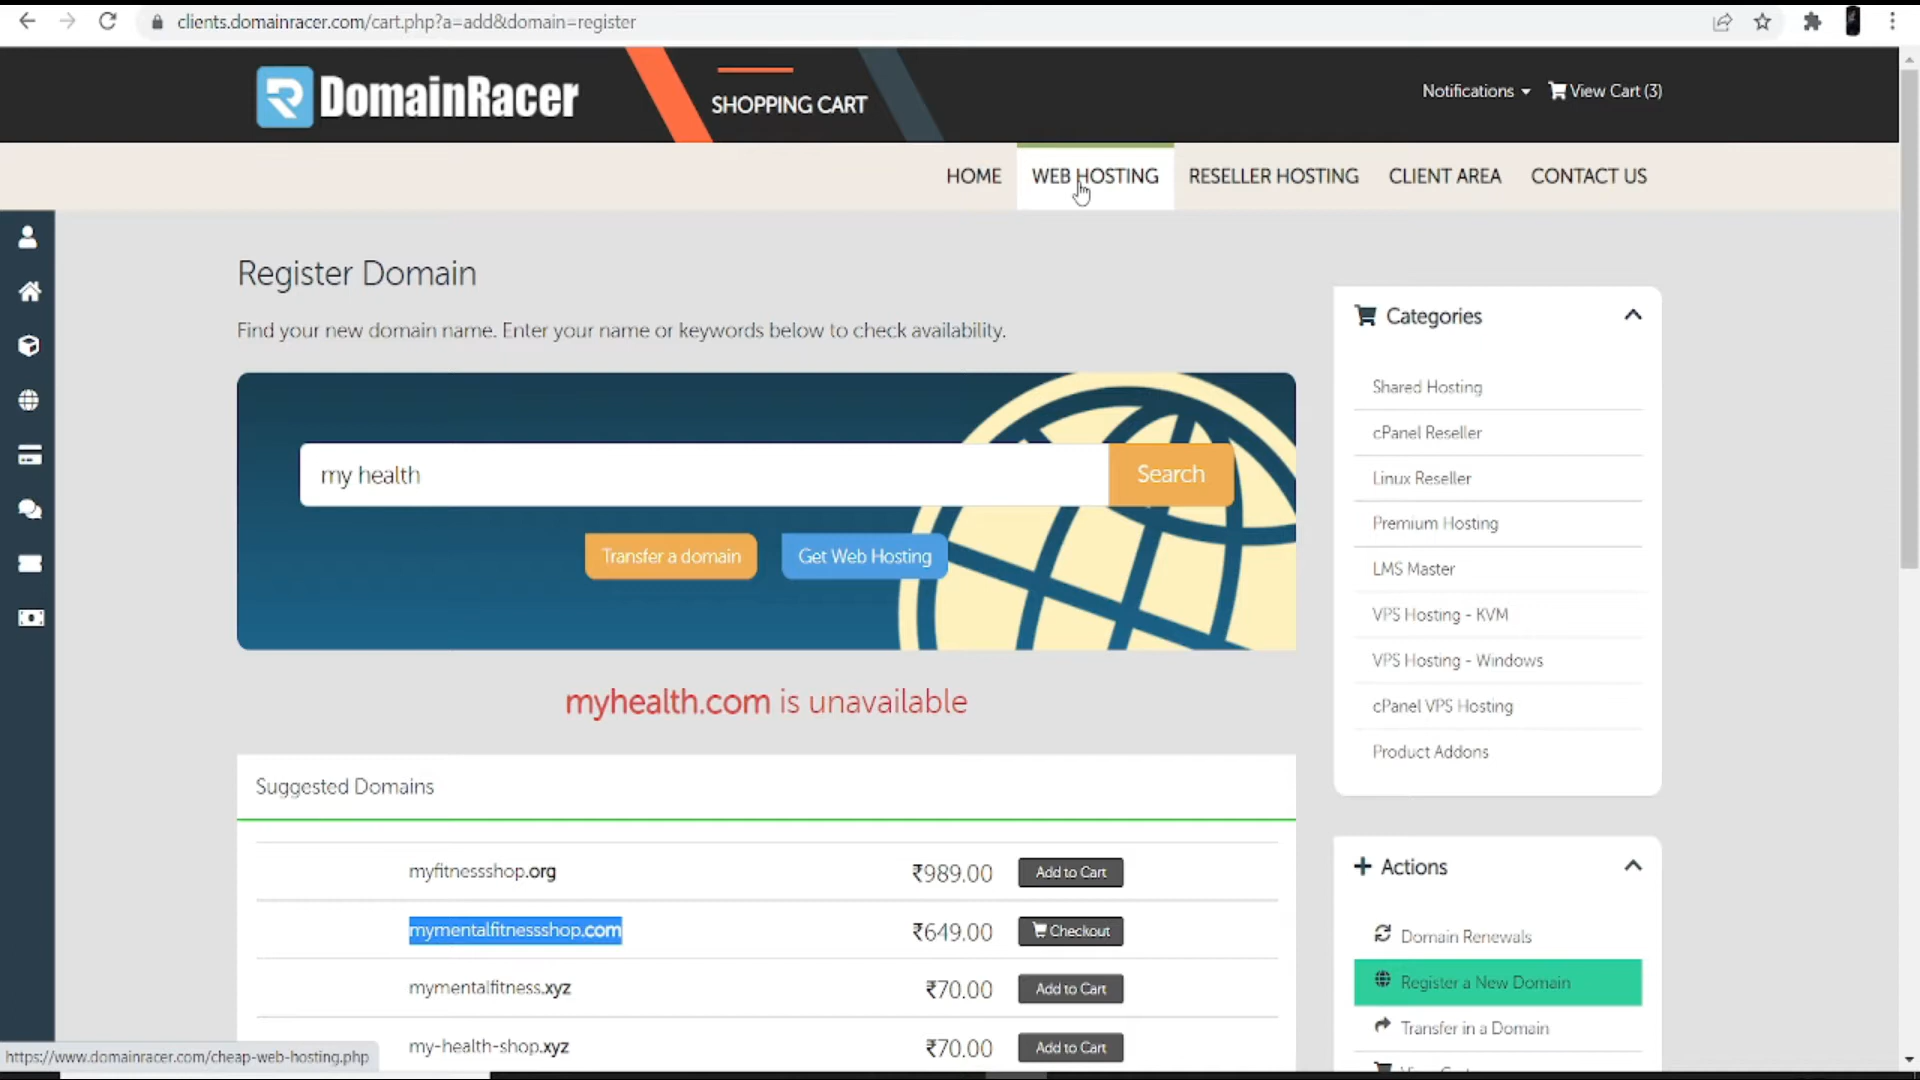 clients.domainracer.com/cart.php?a=add&domain=register
DomainRacer
SHOPPING CART
Notifications
View Cart (3)
HOME
WEB HOSTING
RESELLER HOSTING
CLIENT AREA
CONTACT US
Register Domain
Find your new domain name. Enter your name or keywords below to check availability.
my health
Search
Transfer a domain
Get Web Hosting
myhealth.com is unavailable
Suggested Domains
myfitnessshop.org ₹989.00 Add to Cart
mymentalfitnessshop.com ₹649.00 Checkout
mymentalfitness.xyz ₹70.00 Add to Cart
my-health-shop.xyz ₹70.00 Add to Cart
Categories
Shared Hosting
cPanel Reseller
Linux Reseller
Premium Hosting
LMS Master
VPS Hosting - KVM
VPS Hosting - Windows
cPanel VPS Hosting
Product Addons
Actions
Domain Renewals
Register a New Domain
Transfer in a Domain
https://www.domainracer.com/cheap-web-hosting.php